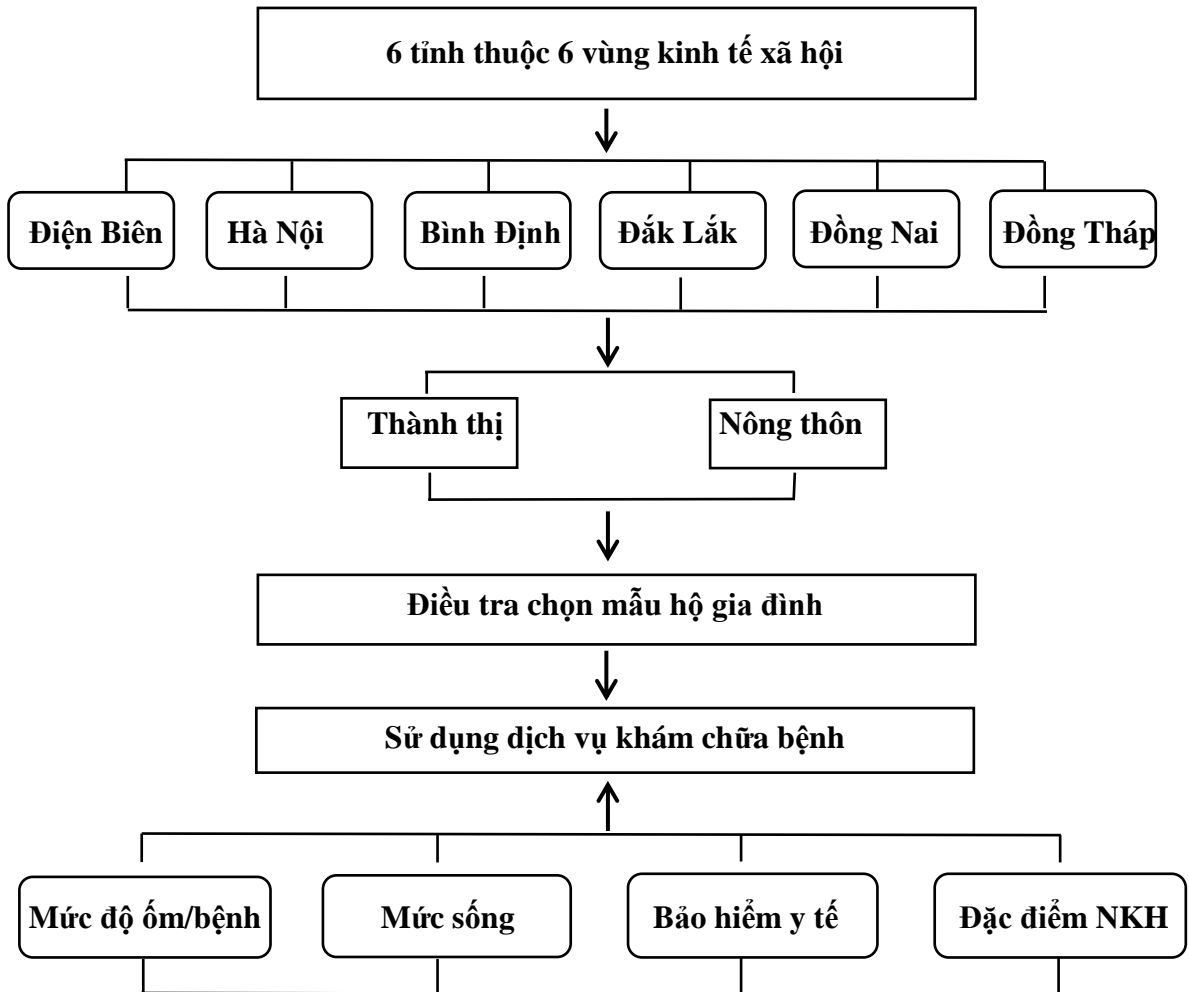 6 tỉnh thuộc 6 vùng kinh tế xã hội
Điện Biên
Hà Nội
Bình Định
Đắk Lắk
Đồng Nai
Đồng Tháp
Thành thị
Nông thôn
Điều tra chọn mẫu hộ gia đình
Sử dụng dịch vụ khám chữa bệnh
Mức độ ốm/bệnh
Mức sống
Bảo hiểm y tế
Đặc điểm NKH